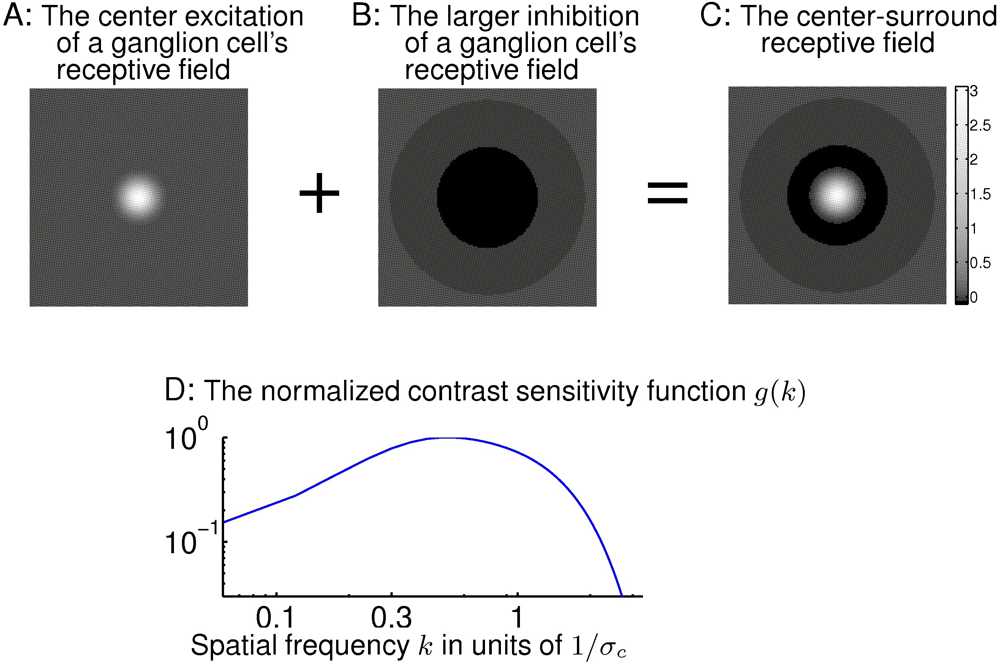 A: The center excitation
of a ganglion cell's
receptive field
B: The larger inhibition
of a ganglion cell's
receptive field
C: The center-surround
receptive field
+
=
3
2.5
2
1.5
1
0.5
0
D: The normalized contrast sensitivity function g(k)
10^0
10^{-1}
0.1 0.3 1
Spatial frequency k in units of 1/σ_c